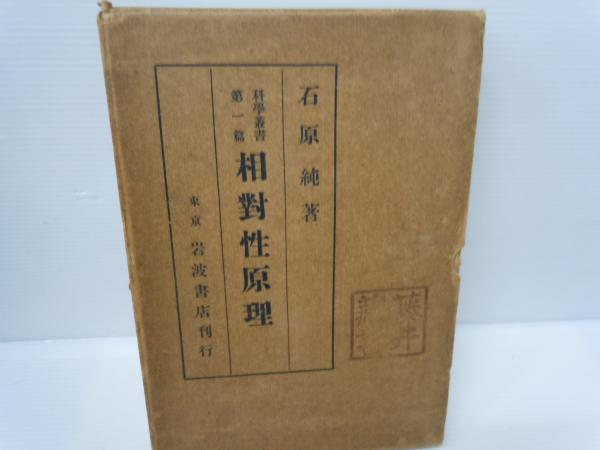 石原純著
科學叢書
第一篇
相對性原理
東京 岩波書店刊行